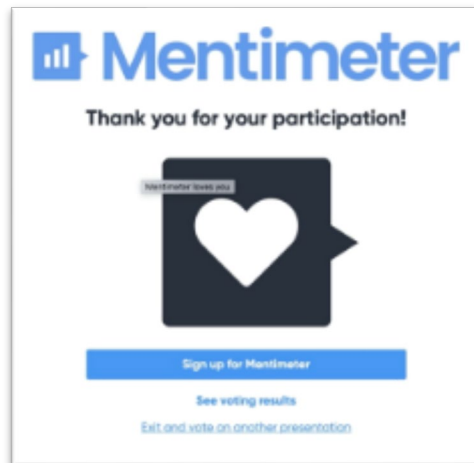 Mentimeter
Thank you for your participation!
Mentimeter loves you
Sign up for Mentimeter
See voting results
Exit and vote on another presentation